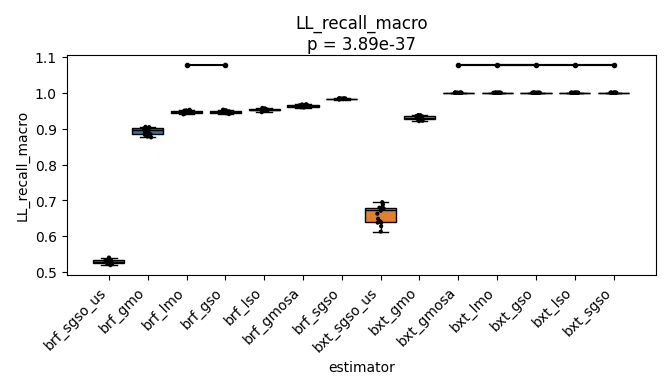 LL_recall_macro
p = 3.89e-37
1.1
1.0
0.9
0.8
0.7
0.6
0.5
LL_recall_macro
brf_sgso_us
brf_gmo
brf_lmo
brf_gso
brf_lso
brf_gmosa
brf_sgso
bxt_sgso_us
bxt_gmo
bxt_gmosa
bxt_lmo
bxt_gso
bxt_lso
bxt_sgso
estimator